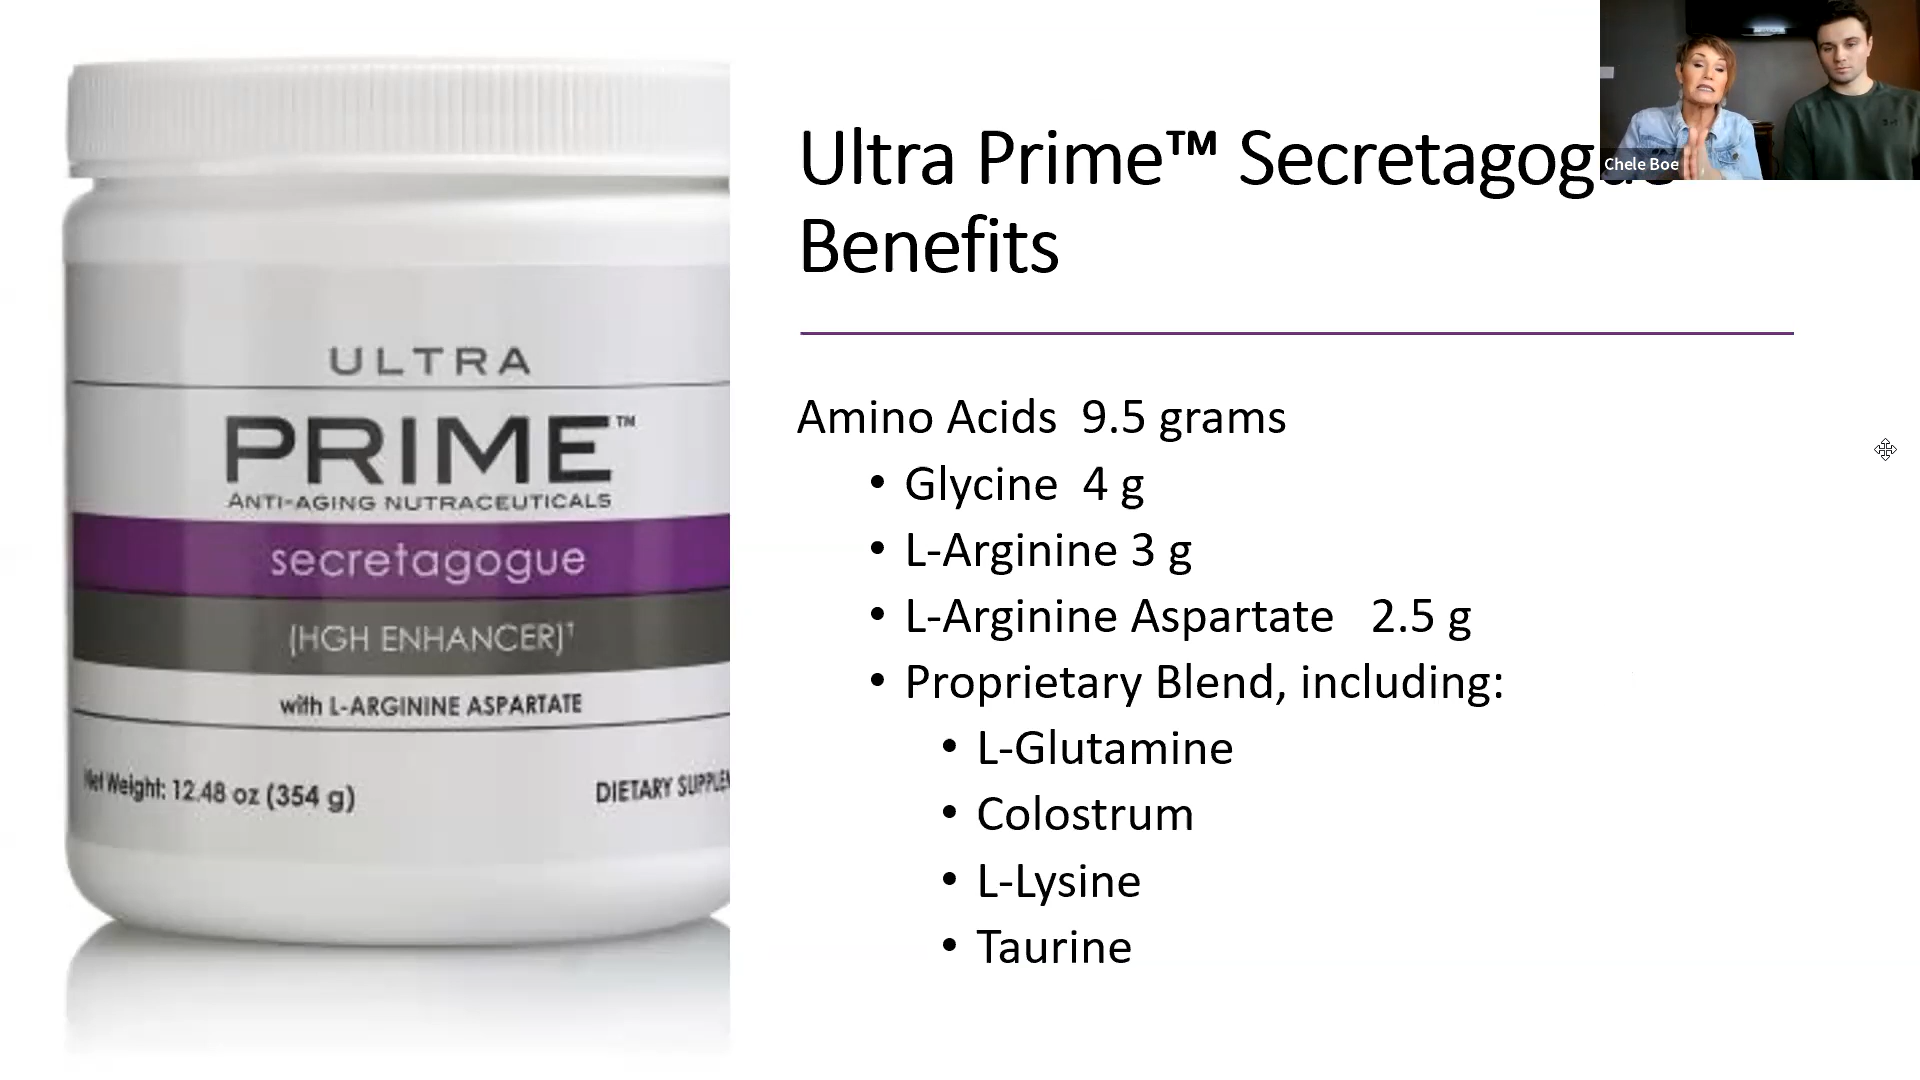 ULTRA
PRIME™
ANTI-AGING NUTRACEUTICALS
secretagogue
(HGH ENHANCER)†
with L-ARGININE ASPARTATE
Net Weight: 12.48 oz (354 g)
DIETARY
Ultra Prime™ Secretagogue
Benefits
Chele Boe
Amino Acids 9.5 grams
• Glycine 4 g
• L-Arginine 3 g
• L-Arginine Aspartate 2.5 g
• Proprietary Blend, including:
• L-Glutamine
• Colostrum
• L-Lysine
• Taurine